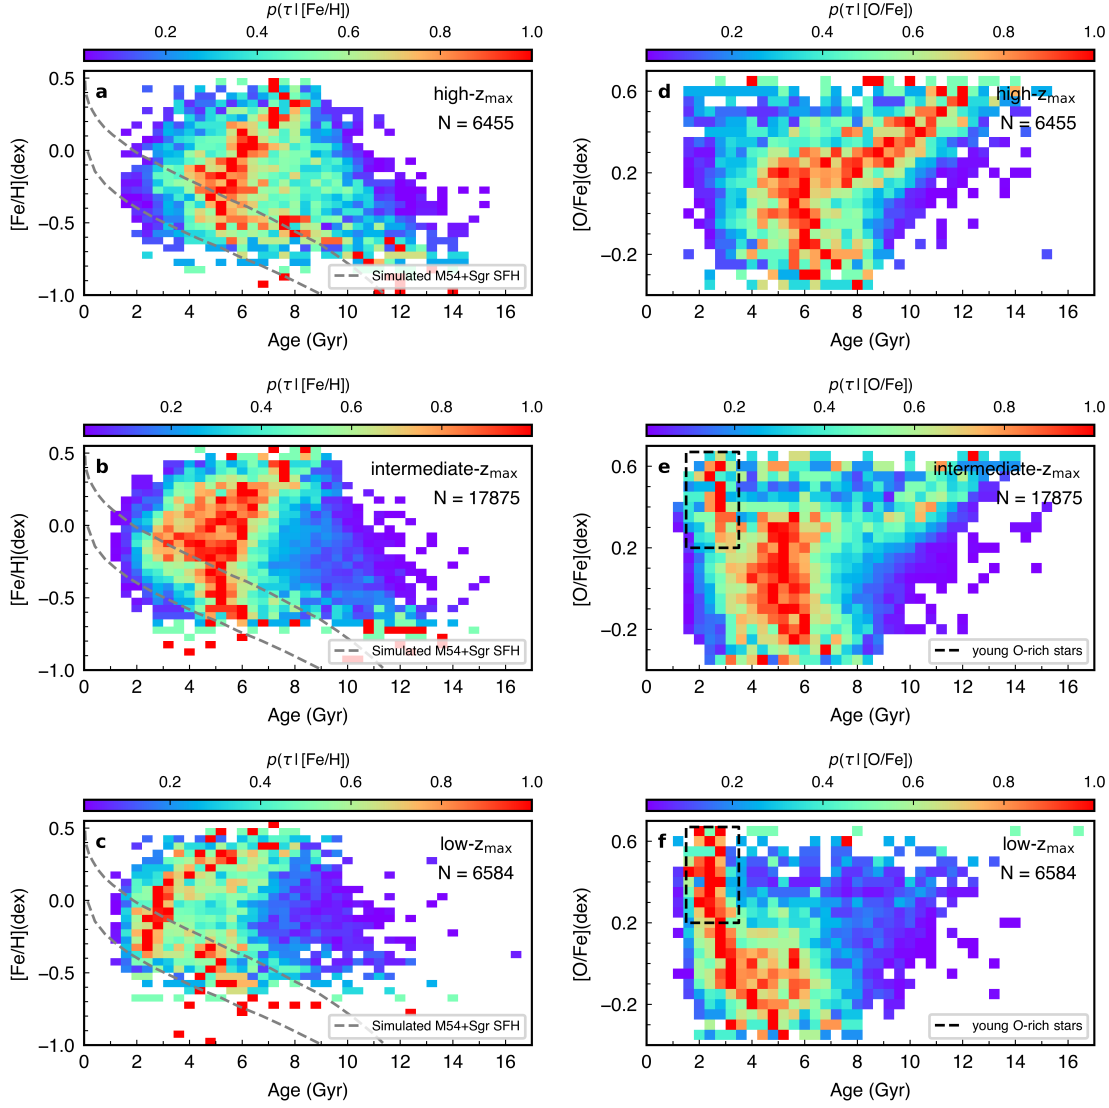 p(τ | [Fe/H])
0.2 0.4 0.6 0.8 1.0
a
high-zmax
N = 6455
0.5
0.0
−0.5
−1.0
[Fe/H](dex)
Simulated M54+Sgr SFH
0 2 4 6 8 10 12 14 16
Age (Gyr)
p(τ | [O/Fe])
0.2 0.4 0.6 0.8 1.0
d
high-zmax
N = 6455
0.6
0.2
−0.2
[O/Fe](dex)
0 2 4 6 8 10 12 14 16
Age (Gyr)
p(τ | [Fe/H])
0.2 0.4 0.6 0.8 1.0
b
intermediate-zmax
N = 17875
0.5
0.0
−0.5
−1.0
[Fe/H](dex)
Simulated M54+Sgr SFH
0 2 4 6 8 10 12 14 16
Age (Gyr)
p(τ | [O/Fe])
0.2 0.4 0.6 0.8 1.0
e
intermediate-zmax
N = 17875
0.6
0.2
−0.2
[O/Fe](dex)
young O-rich stars
0 2 4 6 8 10 12 14 16
Age (Gyr)
p(τ | [Fe/H])
0.2 0.4 0.6 0.8 1.0
c
low-zmax
N = 6584
0.5
0.0
−0.5
−1.0
[Fe/H](dex)
Simulated M54+Sgr SFH
0 2 4 6 8 10 12 14 16
Age (Gyr)
p(τ | [O/Fe])
0.2 0.4 0.6 0.8 1.0
f
low-zmax
N = 6584
0.6
0.2
−0.2
[O/Fe](dex)
young O-rich stars
0 2 4 6 8 10 12 14 16
Age (Gyr)